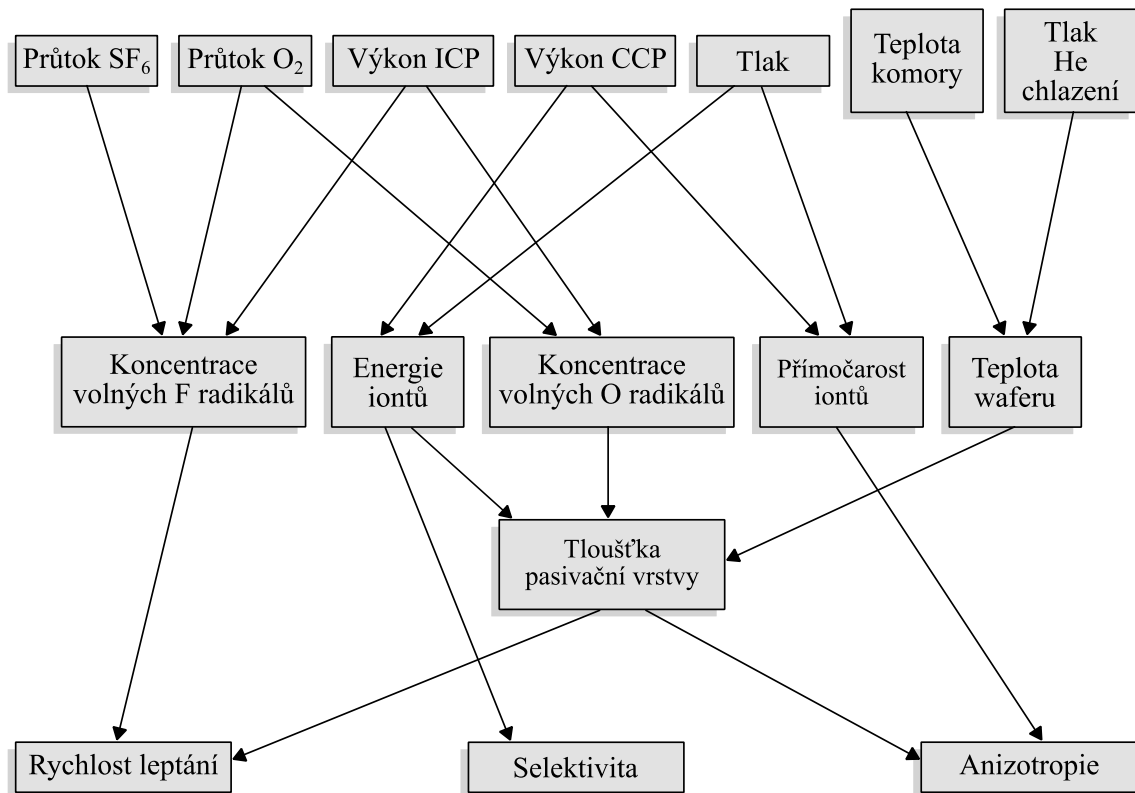 Průtok SF₆
Průtok O₂
Výkon ICP
Výkon CCP
Tlak
Teplota
komory
Tlak
He
chlazení
Koncentrace
volných F radikálů
Energie
iontů
Koncentrace
volných O radikálů
Přímočarost
iontů
Teplota
waferu
Tloušťka
pasivační vrstvy
Rychlost leptání
Selektivita
Anizotropie